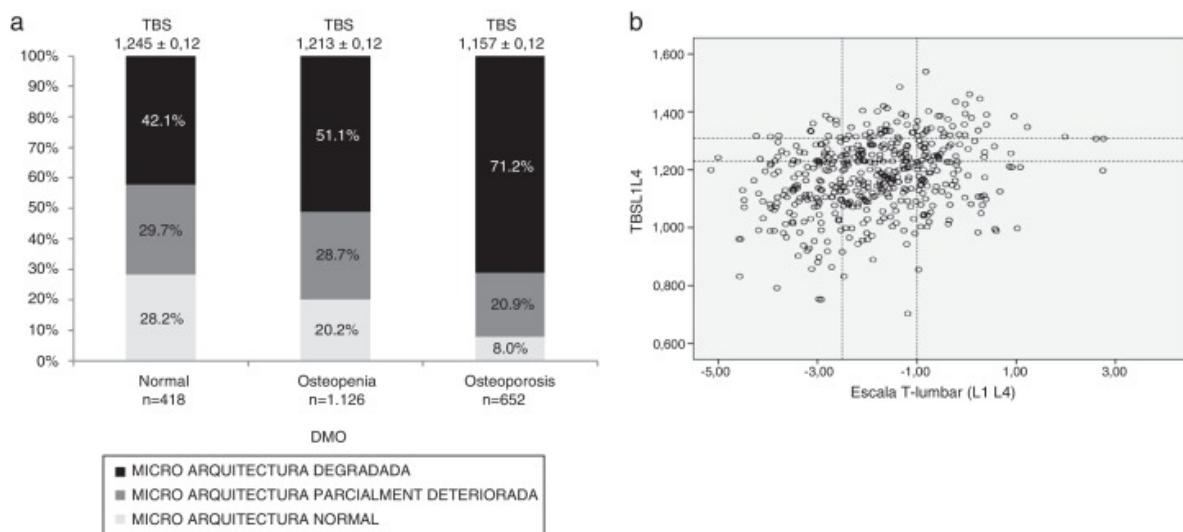 a
TBS
1,245 ± 0,12
TBS
1,213 ± 0,12
TBS
1,157 ± 0,12
100%
90%
80%
70%
60%
50%
40%
30%
20%
10%
0%
42.1%
29.7%
28.2%
51.1%
28.7%
20.2%
71.2%
20.9%
8.0%
Normal
n=418
Osteopenia
n=1.126
Osteoporosis
n=652
DMO
MICRO ARQUITECTURA DEGRADADA
MICRO ARQUITECTURA PARCIALMENT DETERIORADA
MICRO ARQUITECTURA NORMAL
b
TBSL1L4
1,600
1,400
1,200
1,000
0,800
0,600
-5,00
-3,00
-1,00
1,00
3,00
Escala T-lumbar (L1 L4)